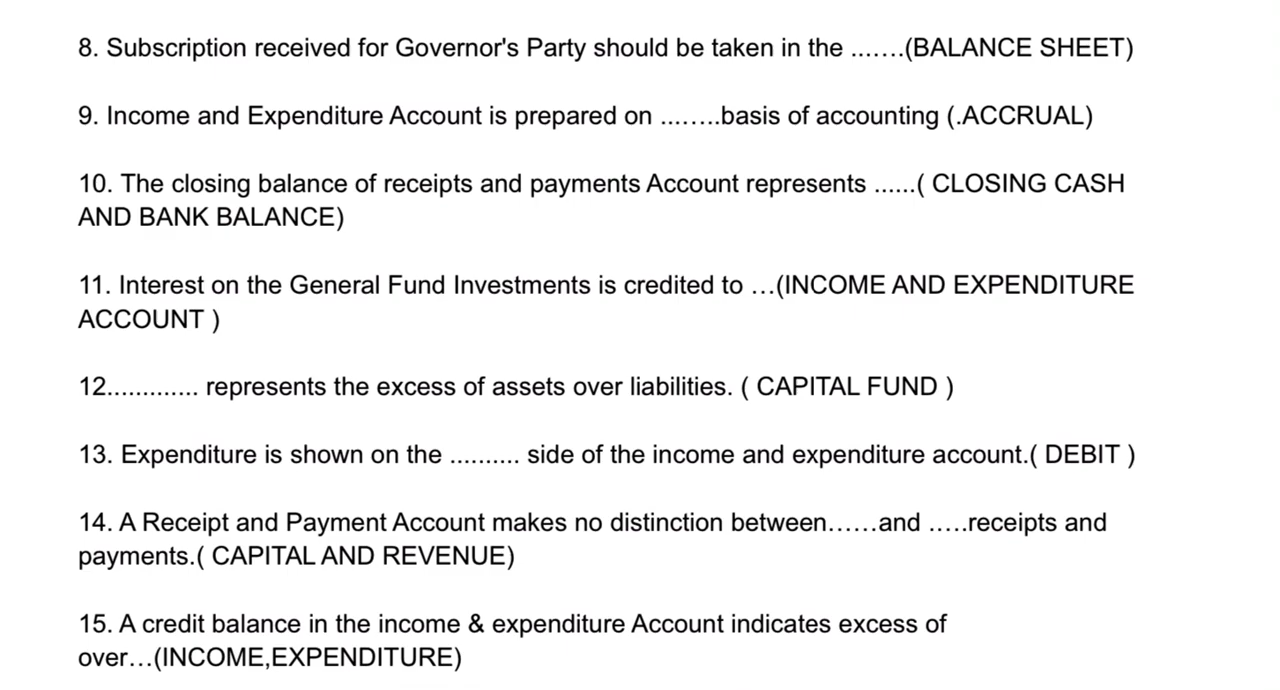 8. Subscription received for Governor's Party should be taken in the .……(BALANCE SHEET)
9. Income and Expenditure Account is prepared on ...…..basis of accounting (.ACCRUAL)
10. The closing balance of receipts and payments Account represents ......( CLOSING CASH
AND BANK BALANCE)
11. Interest on the General Fund Investments is credited to …(INCOME AND EXPENDITURE
ACCOUNT )
12............. represents the excess of assets over liabilities. ( CAPITAL FUND )
13. Expenditure is shown on the .......... side of the income and expenditure account.( DEBIT )
14. A Receipt and Payment Account makes no distinction between……and …..receipts and
payments.( CAPITAL AND REVENUE)
15. A credit balance in the income & expenditure Account indicates excess of
over…(INCOME,EXPENDITURE)